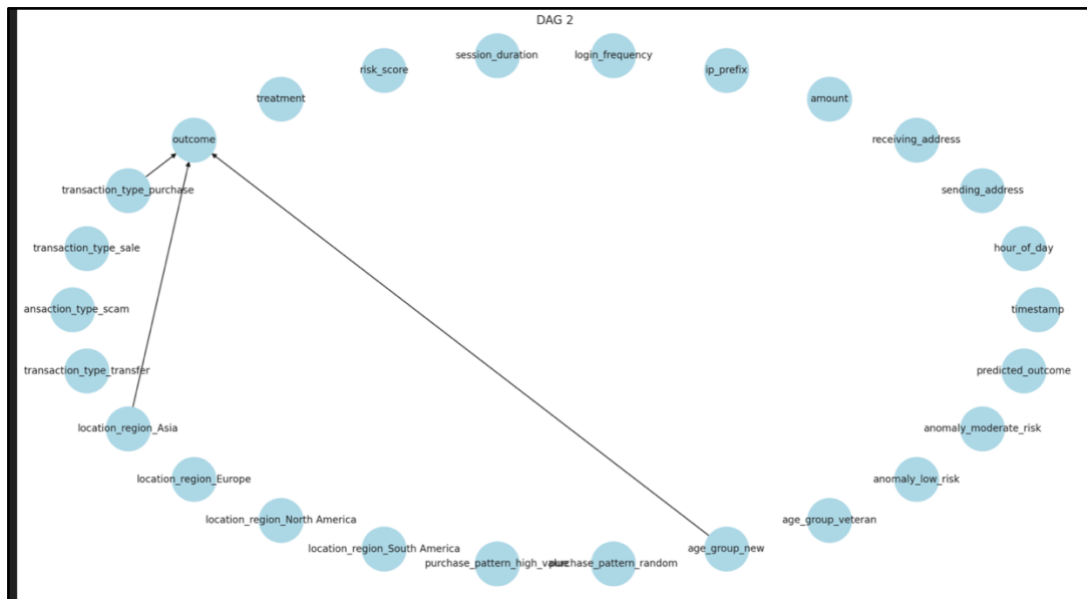 DAG 2
session_duration
login_frequency
risk_score
ip_prefix
treatment
amount
outcome
receiving_address
transaction_type_purchase
sending_address
transaction_type_sale
hour_of_day
ansaction_type_scam
timestamp
transaction_type_transfer
predicted_outcome
location_region_Asia
anomaly_moderate_risk
location_region_Europe
anomaly_low_risk
location_region_North America
age_group_veteran
location_region_South America
age_group_new
purchase_pattern_high_value
purchase_pattern_random